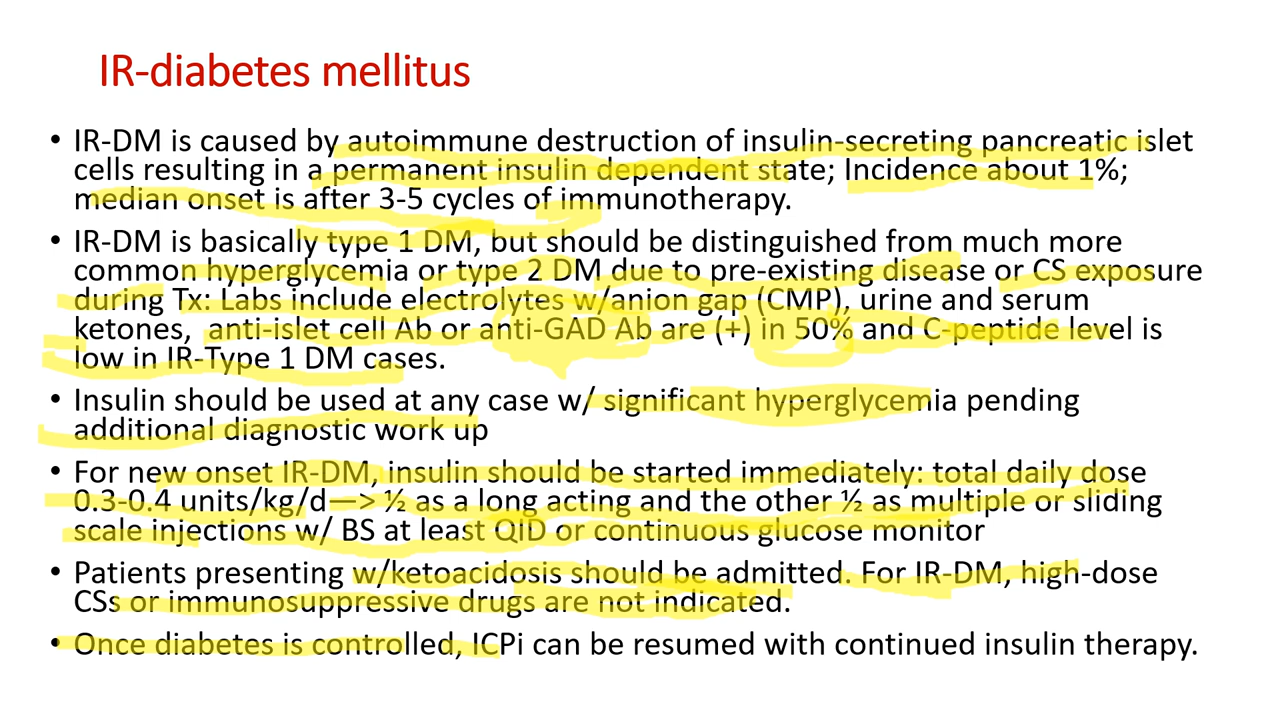 IR-diabetes mellitus
• IR-DM is caused by autoimmune destruction of insulin-secreting pancreatic islet
cells resulting in a permanent insulin dependent state; Incidence about 1%;
median onset is after 3-5 cycles of immunotherapy.
• IR-DM is basically type 1 DM, but should be distinguished from much more
common hyperglycemia or type 2 DM due to pre-existing disease or CS exposure
during Tx: Labs include electrolytes w/anion gap (CMP), urine and serum
ketones, anti-islet cell Ab or anti-GAD Ab are (+) in 50% and C-peptide level is
low in IR-Type 1 DM cases.
• Insulin should be used at any case w/ significant hyperglycemia pending
additional diagnostic work up
• For new onset IR-DM, insulin should be started immediately: total daily dose
0.3-0.4 units/kg/d—> ½ as a long acting and the other ½ as multiple or sliding
scale injections w/ BS at least QID or continuous glucose monitor
• Patients presenting w/ketoacidosis should be admitted. For IR-DM, high-dose
CSs or immunosuppressive drugs are not indicated.
• Once diabetes is controlled, ICPi can be resumed with continued insulin therapy.